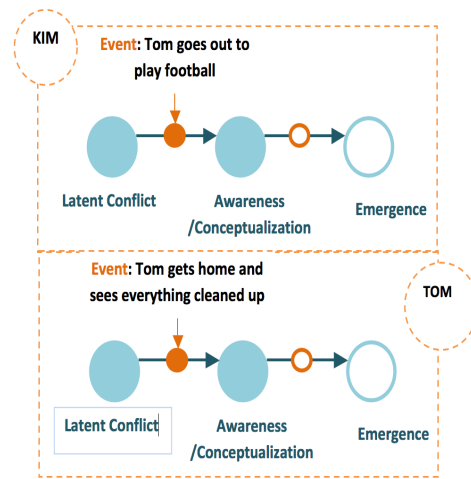 KIM
Event: Tom goes out to
play football
Latent Conflict
Awareness
/Conceptualization
Emergence
Event: Tom gets home and
sees everything cleaned up
TOM
Latent Conflict
Awareness
/Conceptualization
Emergence